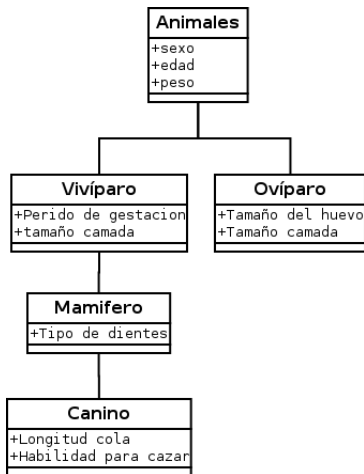 Animales
+sexo
+edad
+peso
Vivíparo
+Perido de gestacion
+tamaño camada
Ovíparo
+Tamaño del huevo
+Tamaño camada
Mamifero
+Tipo de dientes
Canino
+Longitud cola
+Habilidad para cazar